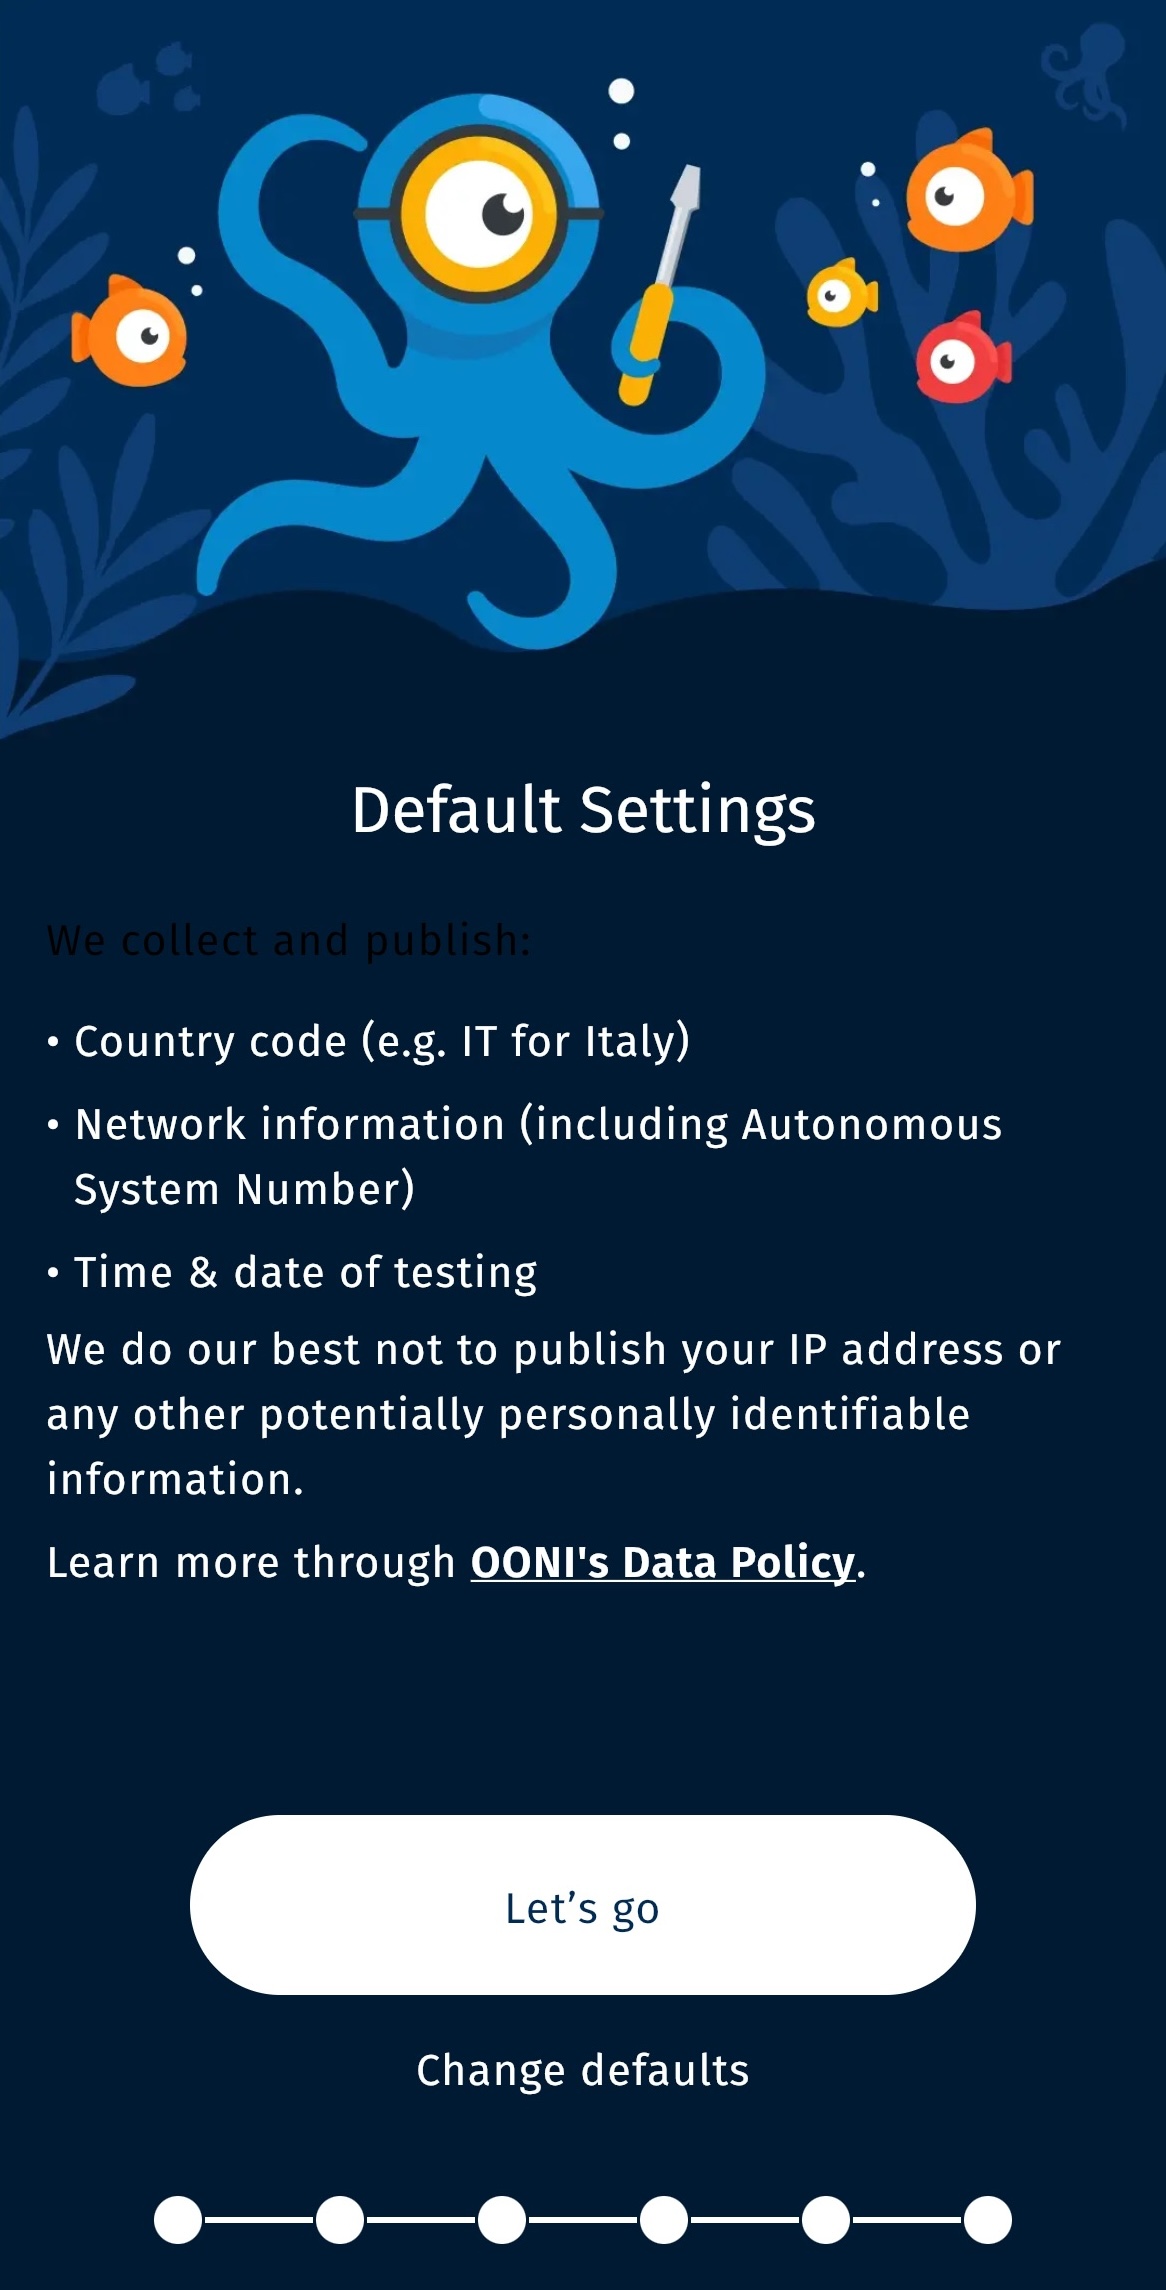 Default Settings
We collect and publish:
• Country code (e.g. IT for Italy)
• Network information (including Autonomous
System Number)
• Time & date of testing
We do our best not to publish your IP address or
any other potentially personally identifiable
information.
Learn more through OONI's Data Policy.
Let’s go
Change defaults